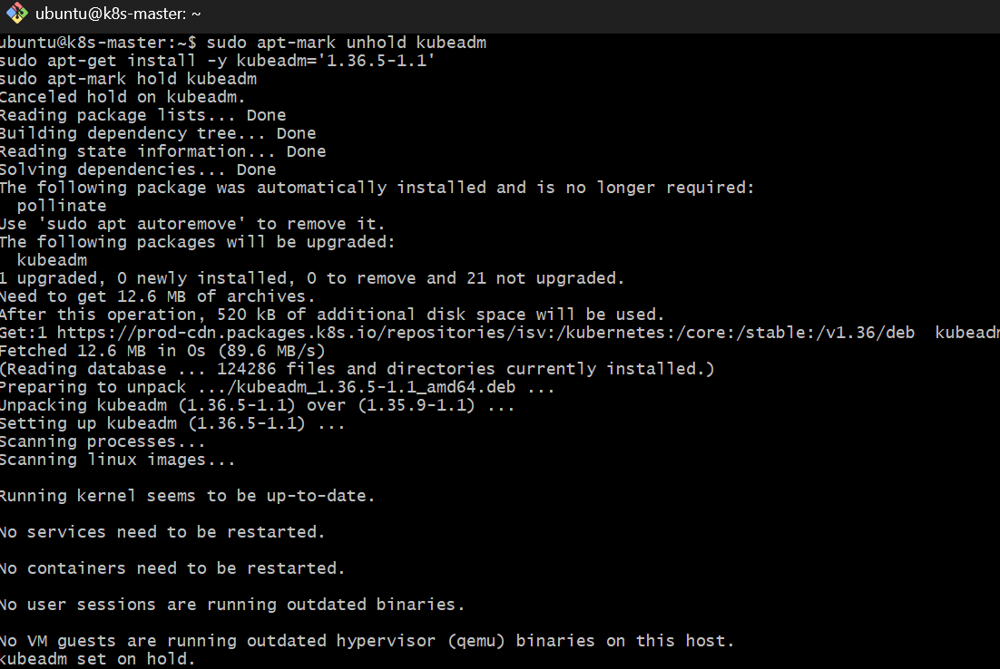 ubuntu@k8s-master: ~
ubuntu@k8s-master:~$ sudo apt-mark unhold kubeadm
sudo apt-get install -y kubeadm='1.36.5-1.1'
sudo apt-mark hold kubeadm
Canceled hold on kubeadm.
Reading package lists... Done
Building dependency tree... Done
Reading state information... Done
Solving dependencies... Done
The following package was automatically installed and is no longer required:
  pollinate
Use 'sudo apt autoremove' to remove it.
The following packages will be upgraded:
  kubeadm
1 upgraded, 0 newly installed, 0 to remove and 21 not upgraded.
Need to get 12.6 MB of archives.
After this operation, 520 kB of additional disk space will be used.
Get:1 https://prod-cdn.packages.k8s.io/repositories/isv:/kubernetes:/core:/stable:/v1.36/deb  kubeadm
Fetched 12.6 MB in 0s (89.6 MB/s)
(Reading database ... 124286 files and directories currently installed.)
Preparing to unpack .../kubeadm_1.36.5-1.1_amd64.deb ...
Unpacking kubeadm (1.36.5-1.1) over (1.35.9-1.1) ...
Setting up kubeadm (1.36.5-1.1) ...
Scanning processes...
Scanning linux images...
Running kernel seems to be up-to-date.
No services need to be restarted.
No containers need to be restarted.
No user sessions are running outdated binaries.
No VM guests are running outdated hypervisor (qemu) binaries on this host.
kubeadm set on hold.